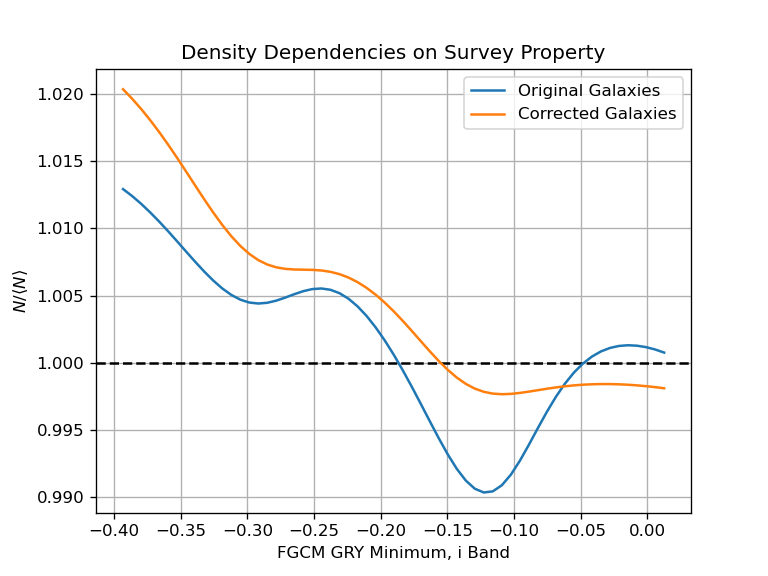 Density Dependencies on Survey Property
Original Galaxies
Corrected Galaxies
N/⟨N⟩
1.020
1.015
1.010
1.005
1.000
0.995
0.990
−0.40 −0.35 −0.30 −0.25 −0.20 −0.15 −0.10 −0.05 0.00
FGCM GRY Minimum, i Band